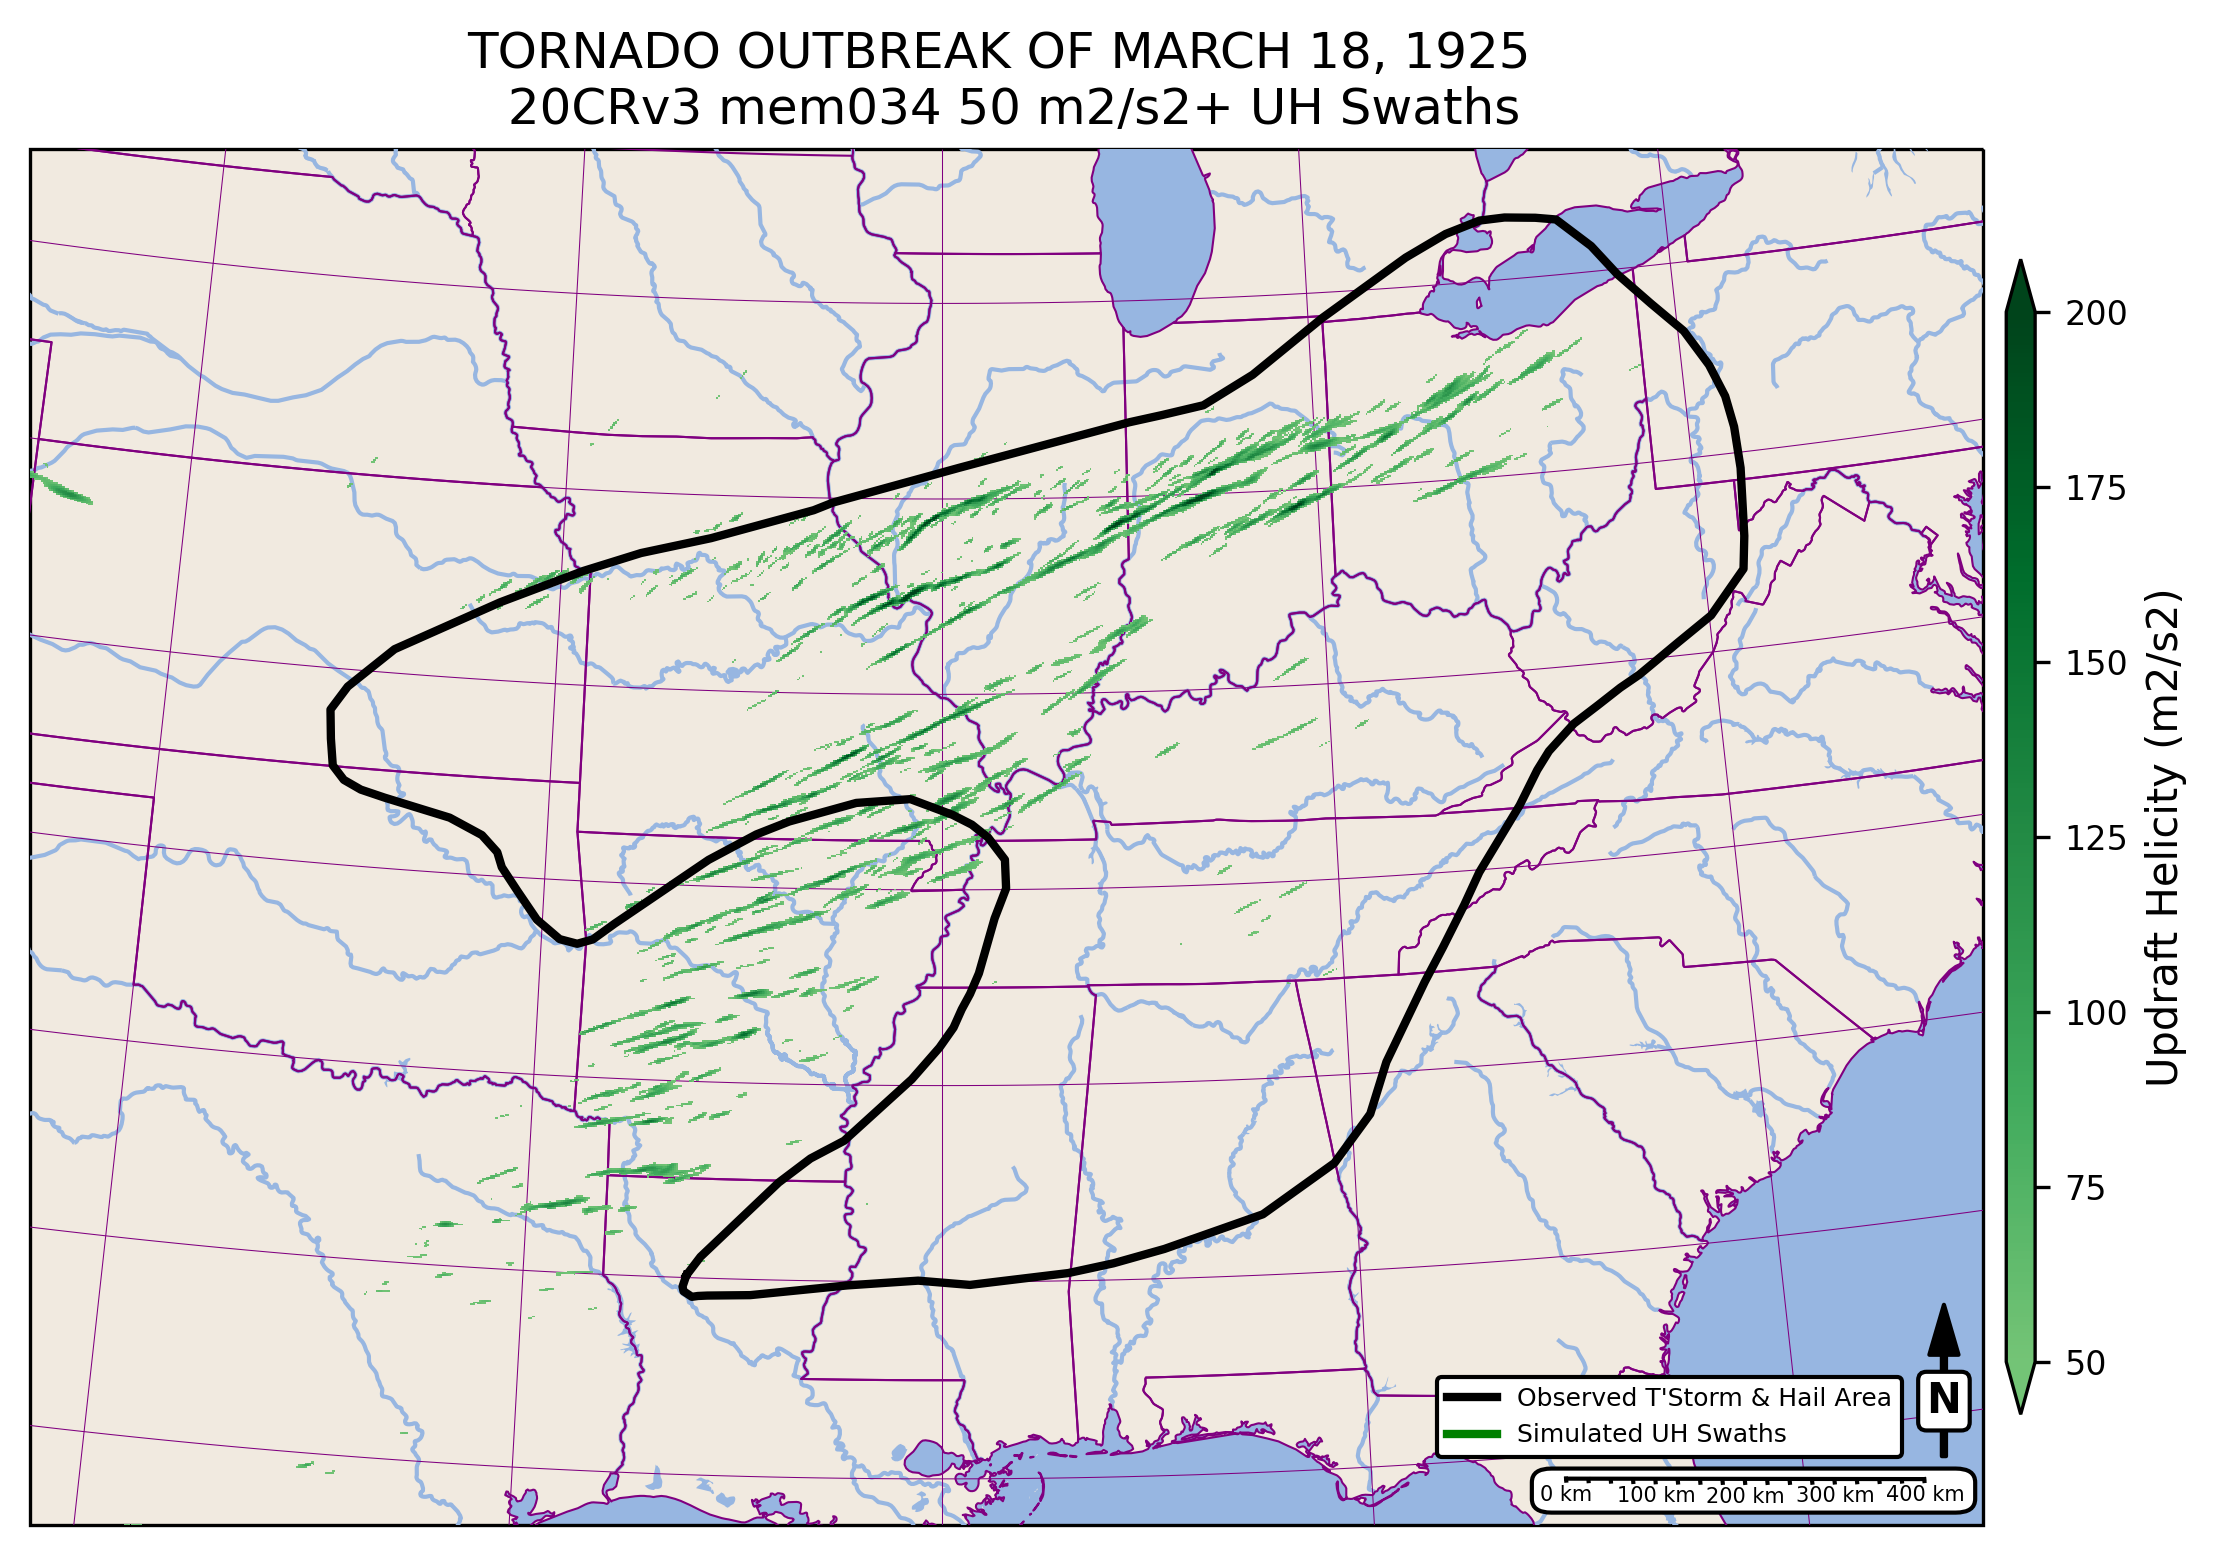 TORNADO OUTBREAK OF MARCH 18, 1925
20CRv3 mem034 50 m2/s2+ UH Swaths
200
175
150
125
100
75
50
Updraft Helicity (m2/s2)
Observed T'Storm & Hail Area
Simulated UH Swaths
N
0 km 100 km 200 km 300 km 400 km